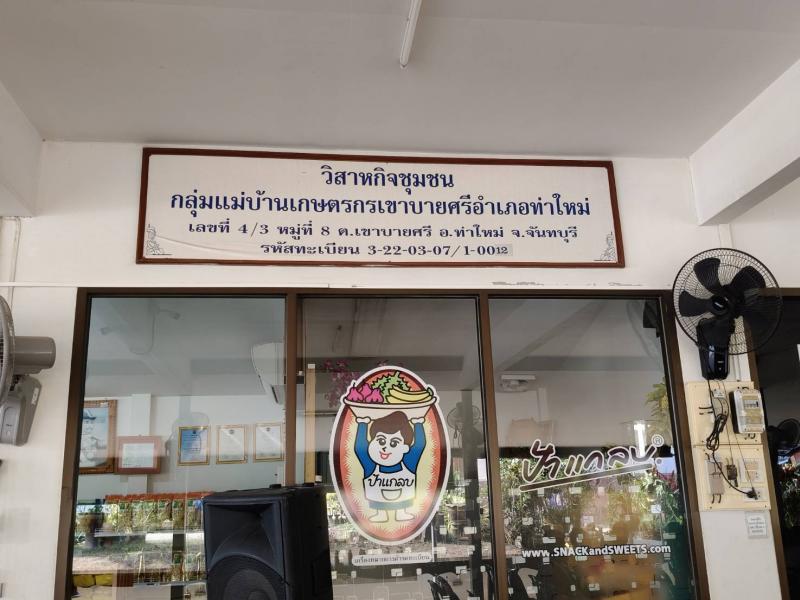 วิสาหกิจชุมชน
กลุ่มแม่บ้านเกษตรกรเขาบายศรีอำเภอท่าใหม่
เลขที่ 4/3 หมู่ที่ 8 ต.เขาบายศรี อ.ท่าใหม่ จ.จันทบุรี
รหัสทะเบียน 3-22-03-07/1-0012
ป้าแกลบ
ป้าแกลบ®
www.SNACKandSWEETS.com